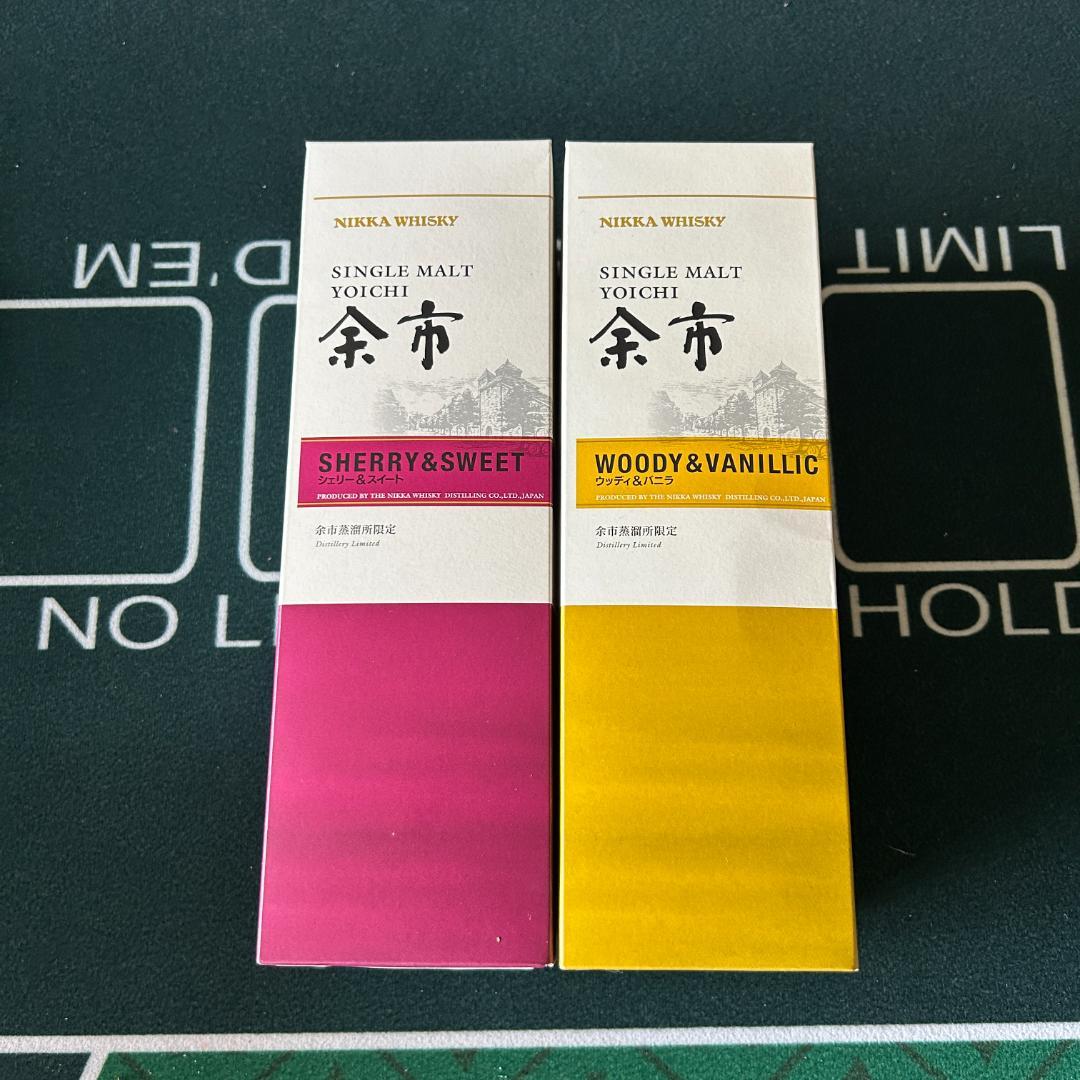 NIKKA WHISKY
SINGLE MALT
YOICHI
余市
SHERRY&SWEET
シェリー&スイート
PRODUCED BY THE NIKKA WHISKY DISTILLING CO.,LTD.,JAPAN
余市蒸溜所限定
Distillery Limited
NIKKA WHISKY
SINGLE MALT
YOICHI
余市
WOODY&VANILLIC
ウッディ&バニラ
PRODUCED BY THE NIKKA WHISKY DISTILLING CO.,LTD.,JAPAN
余市蒸溜所限定
Distillery Limited
LIMIT
D'EM
NO LI
HOLD